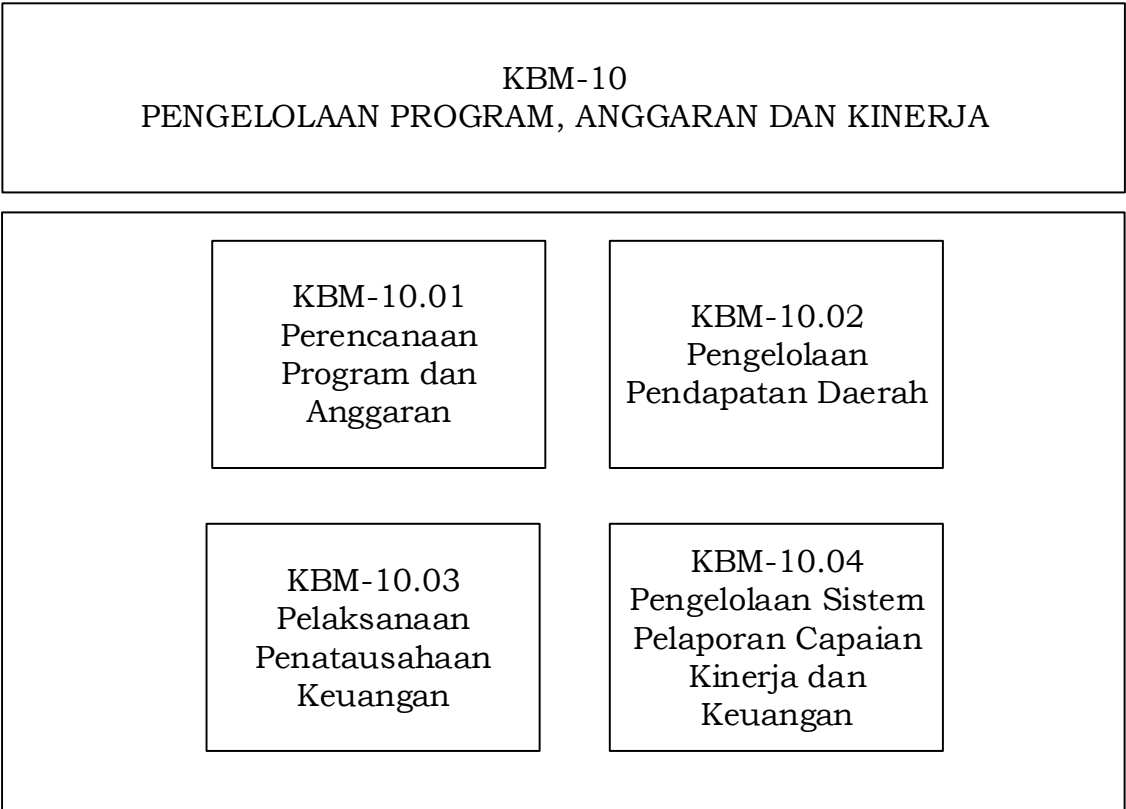 KBM-10
PENGELOLAAN PROGRAM, ANGGARAN DAN KINERJA
KBM-10.01
Perencanaan
Program dan
Anggaran
KBM-10.02
Pengelolaan
Pendapatan Daerah
KBM-10.03
Pelaksanaan
Penatausahaan
Keuangan
KBM-10.04
Pengelolaan Sistem
Pelaporan Capaian
Kinerja dan
Keuangan